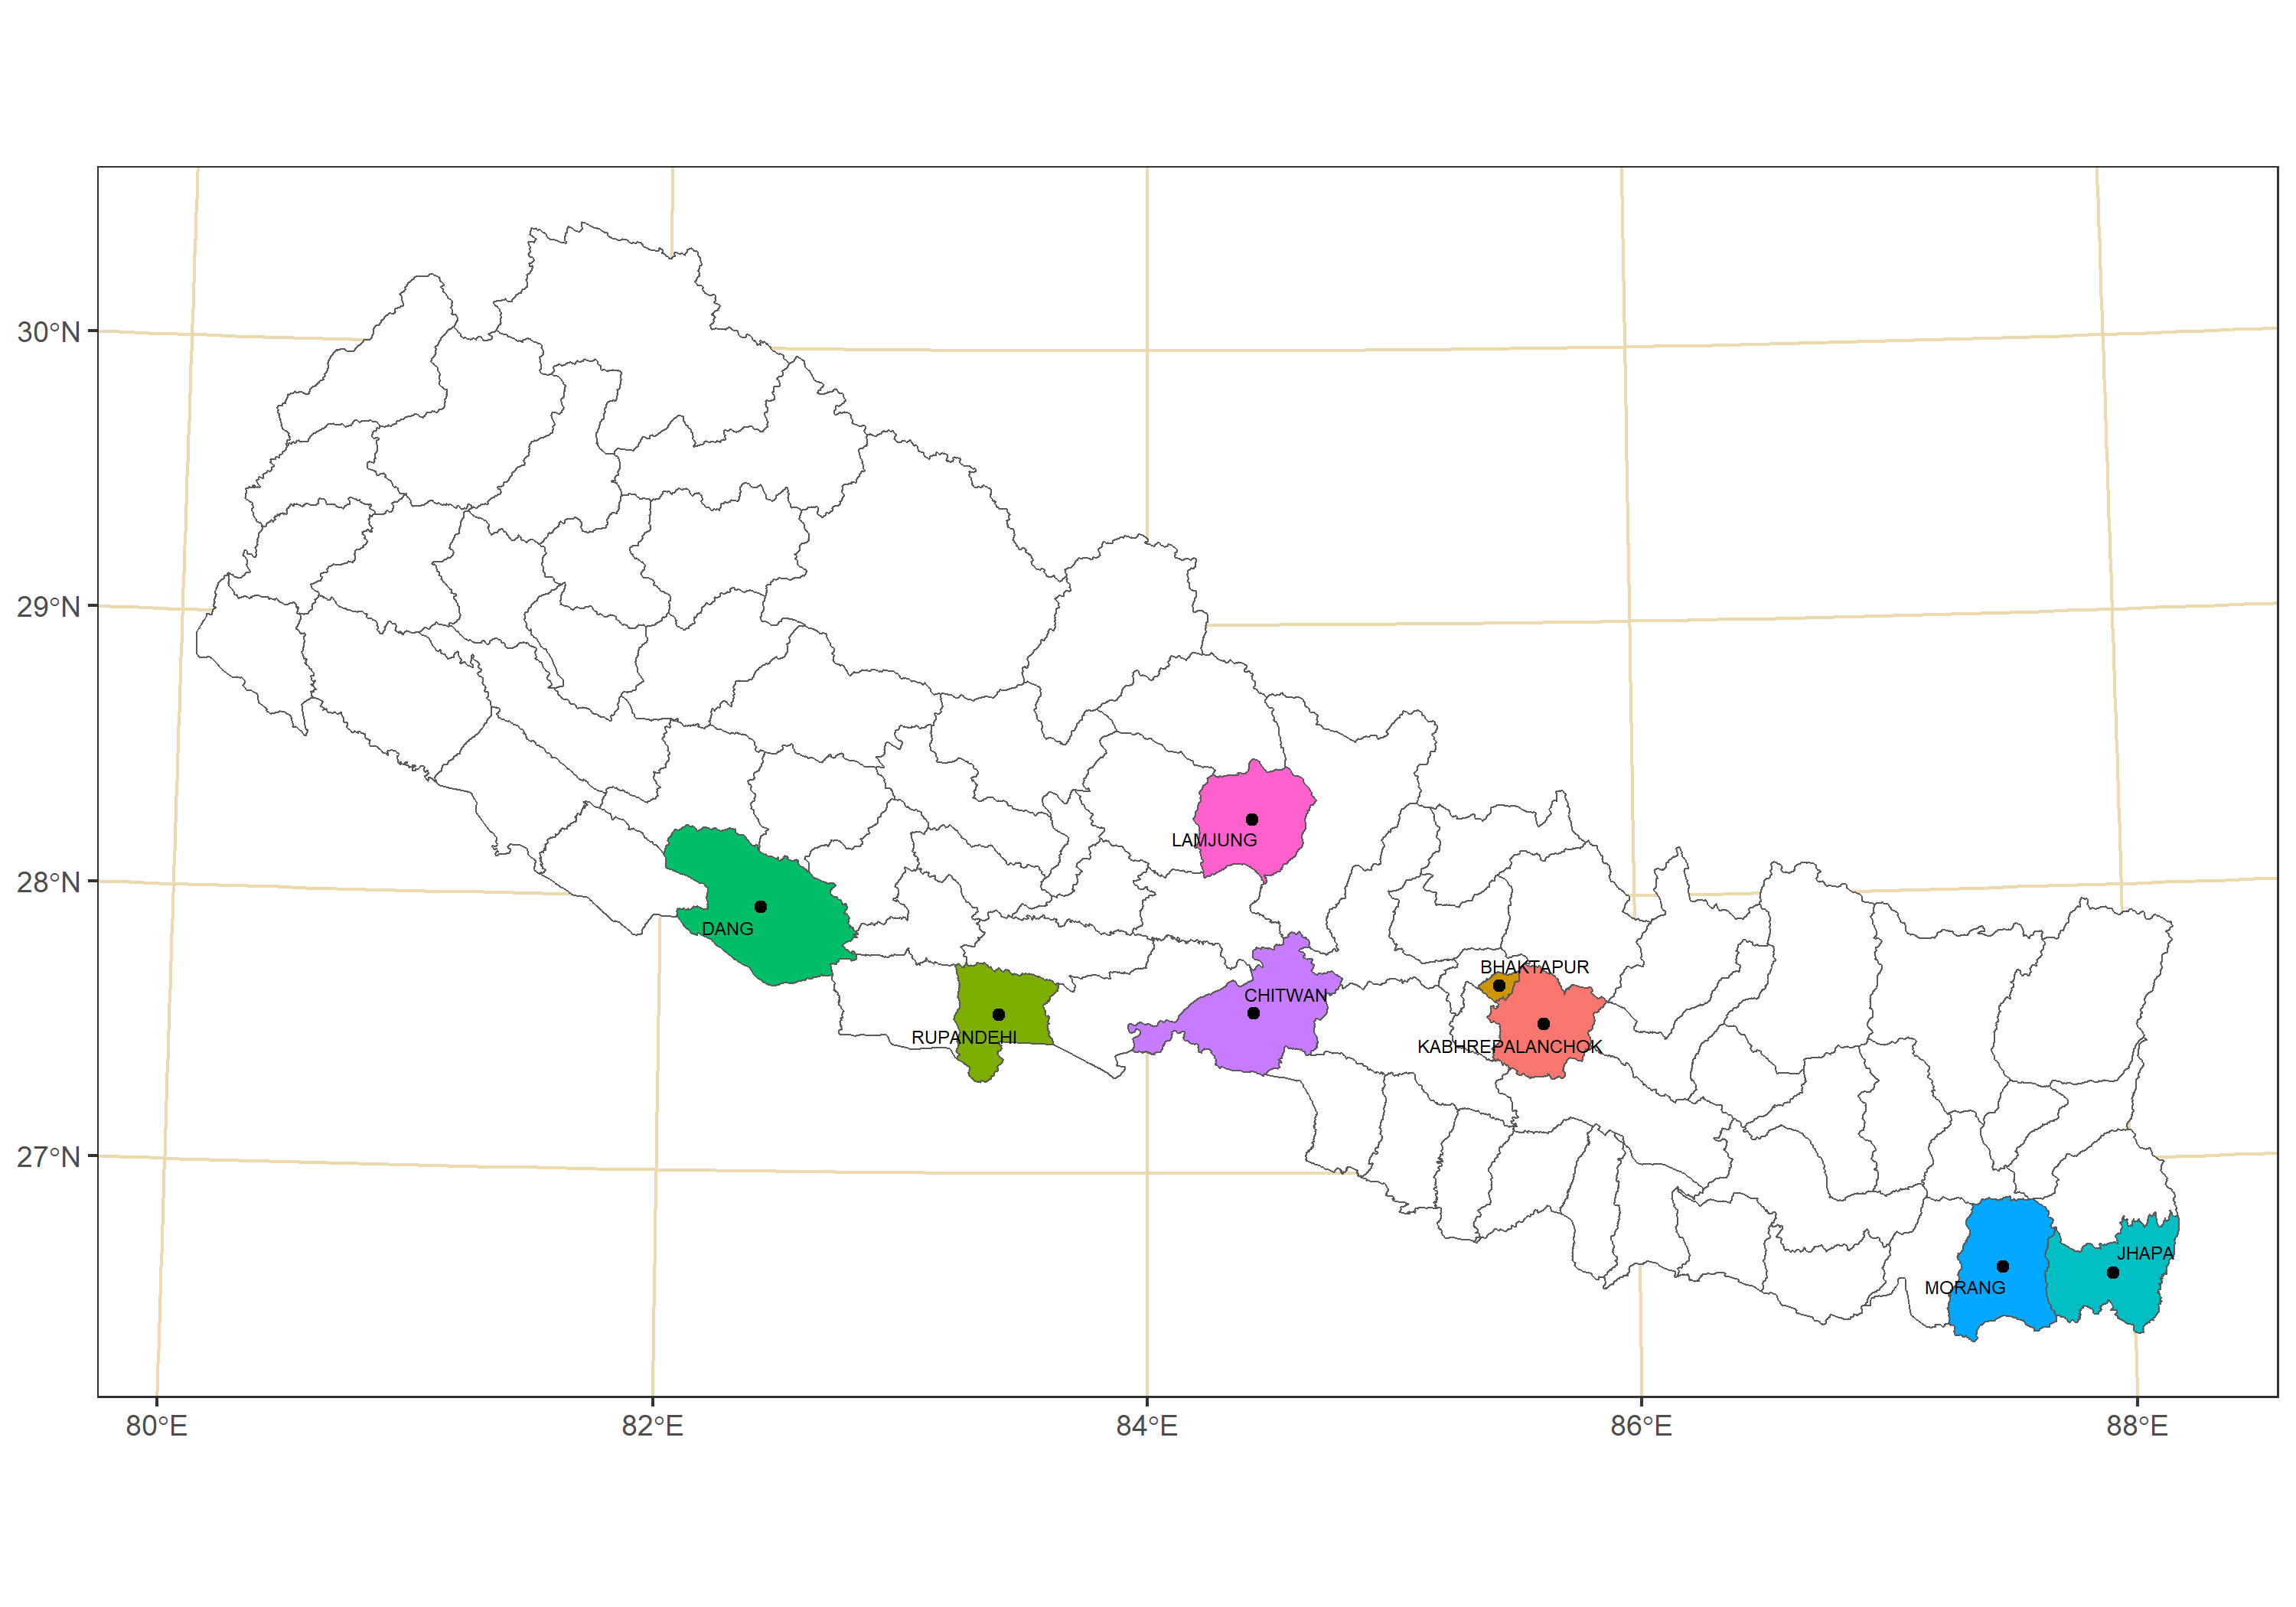 30°N
29°N
28°N
27°N
LAMJUNG
DANG
BHAKTAPUR
CHITWAN
RUPANDEHI
KABHREPALANCHOK
JHAPA
MORANG
80°E
82°E
84°E
86°E
88°E